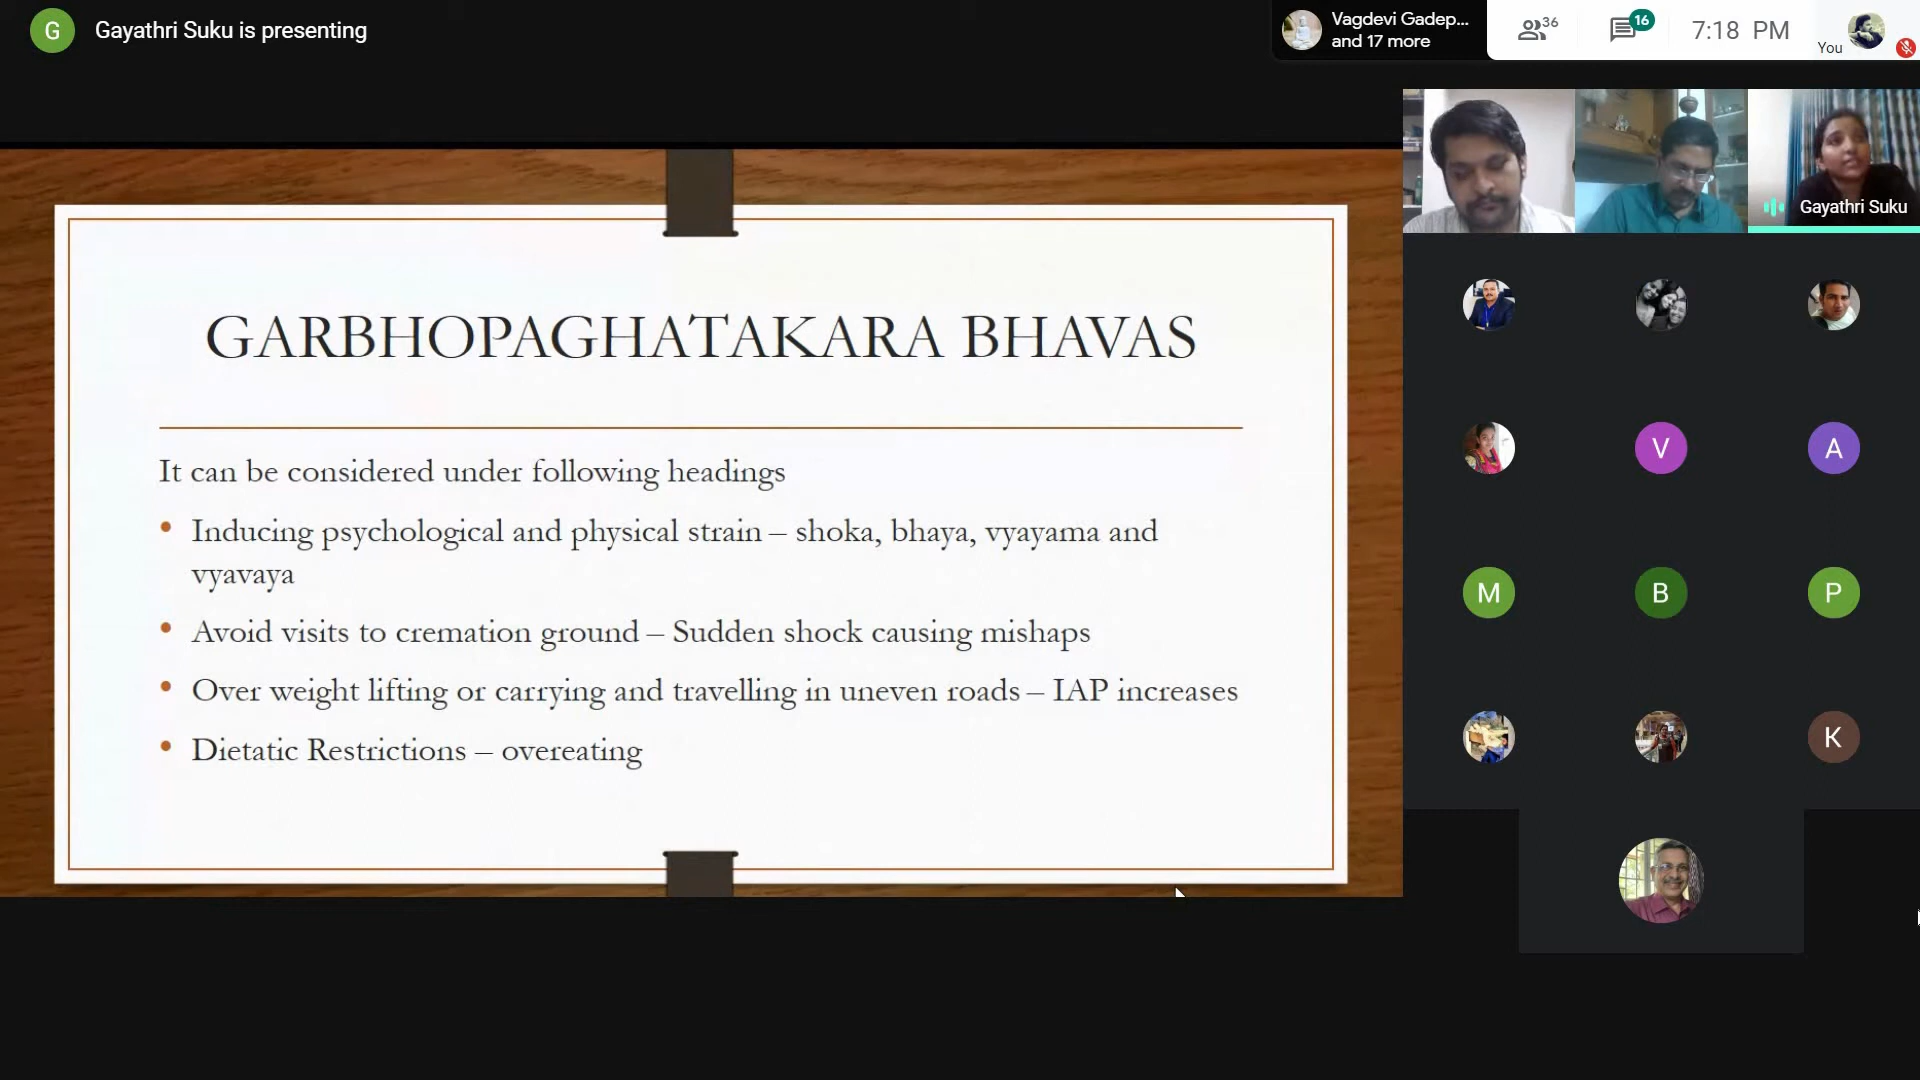 G
Gayathri Suku is presenting
Vagdevi Gadep...
and 17 more
36
16
7:18 PM
You
Gayathri Suku
GARBHOPAGHATAKARA BHAVAS
It can be considered under following headings
• Inducing psychological and physical strain – shoka, bhaya, vyayama and
vyavaya
• Avoid visits to cremation ground – Sudden shock causing mishaps
• Over weight lifting or carrying and travelling in uneven roads – IAP increases
• Dietatic Restrictions – overeating
V
A
M
B
P
K